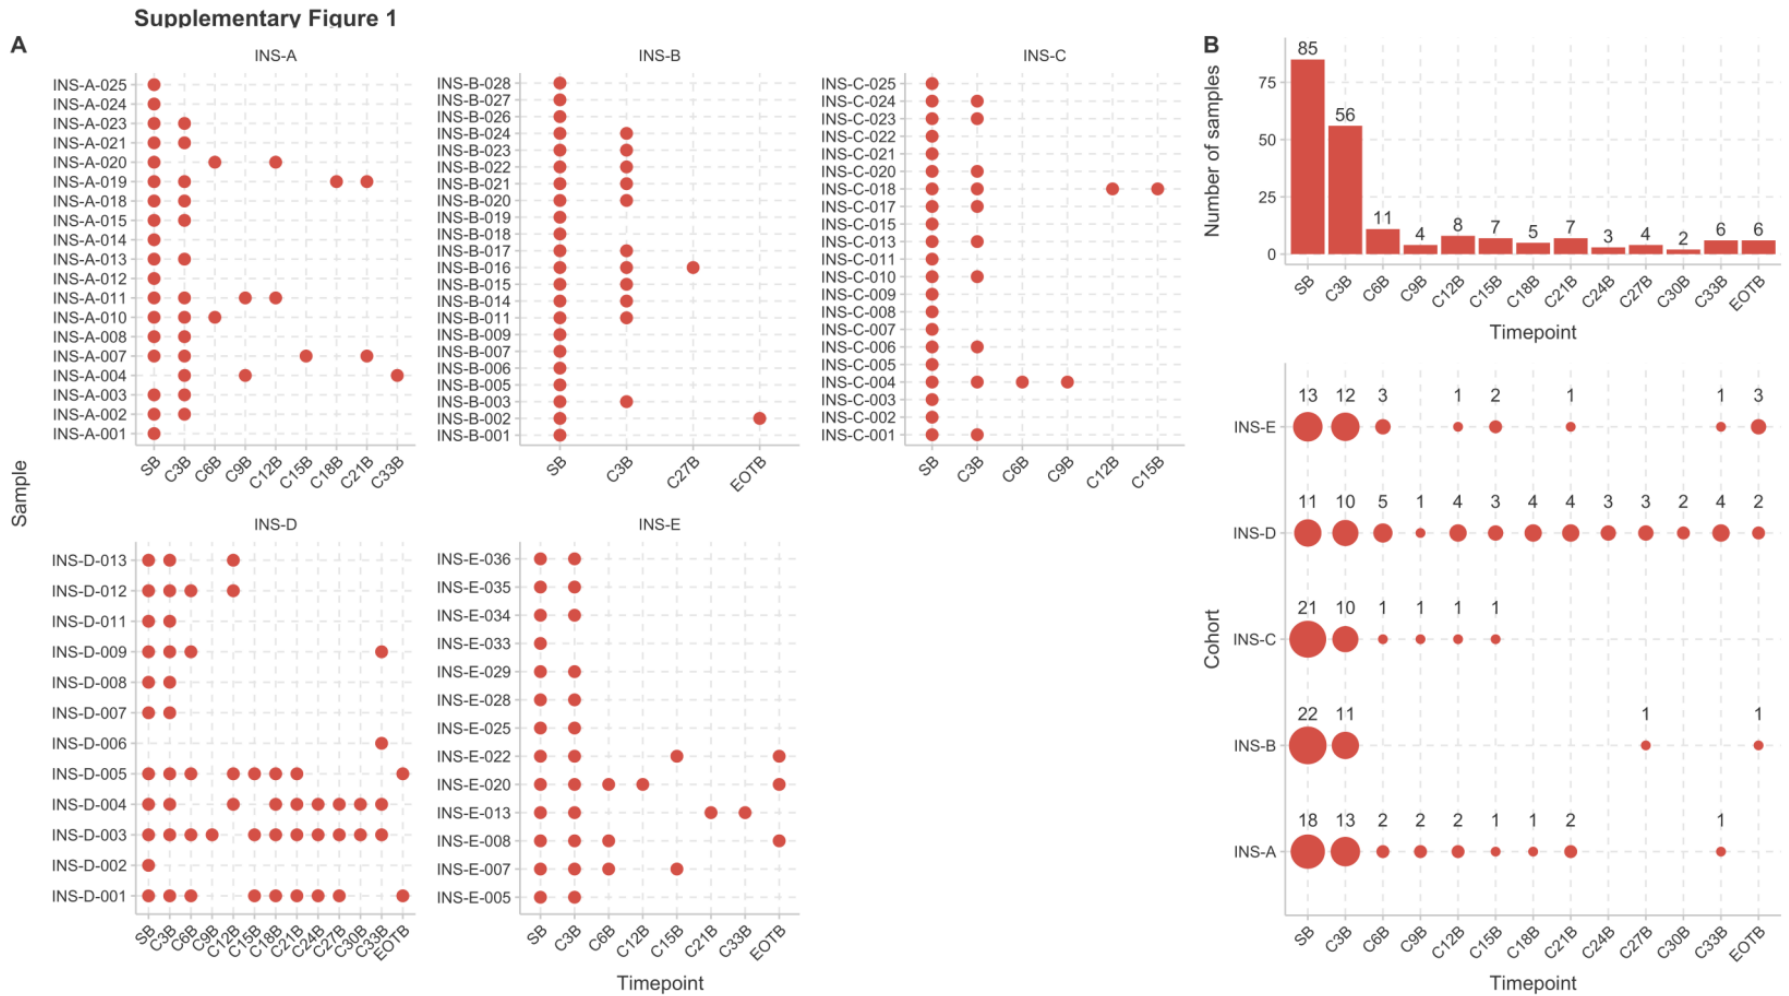 Supplementary Figure 1
A
INS-A
INS-A-025
INS-A-024
INS-A-023
INS-A-021
INS-A-020
INS-A-019
INS-A-018
INS-A-015
INS-A-014
INS-A-013
INS-A-012
INS-A-011
INS-A-010
INS-A-008
INS-A-007
INS-A-004
INS-A-003
INS-A-002
INS-A-001
SB C3B C6B C9B C12B C15B C18B C21B C33B
INS-B
INS-B-028
INS-B-027
INS-B-026
INS-B-024
INS-B-023
INS-B-022
INS-B-021
INS-B-020
INS-B-019
INS-B-018
INS-B-017
INS-B-016
INS-B-015
INS-B-014
INS-B-011
INS-B-009
INS-B-007
INS-B-006
INS-B-005
INS-B-003
INS-B-002
INS-B-001
SB C3B C27B EOTB
INS-C
INS-C-025
INS-C-024
INS-C-023
INS-C-022
INS-C-021
INS-C-020
INS-C-018
INS-C-017
INS-C-015
INS-C-013
INS-C-011
INS-C-010
INS-C-009
INS-C-008
INS-C-007
INS-C-006
INS-C-005
INS-C-004
INS-C-003
INS-C-002
INS-C-001
SB C3B C6B C9B C12B C15B
Sample
INS-D
INS-D-013
INS-D-012
INS-D-011
INS-D-009
INS-D-008
INS-D-007
INS-D-006
INS-D-005
INS-D-004
INS-D-003
INS-D-002
INS-D-001
SB C3B C6B C9B C12B C15B C18B C21B C24B C27B C30B C33B EOTB
INS-E
INS-E-036
INS-E-035
INS-E-034
INS-E-033
INS-E-029
INS-E-028
INS-E-025
INS-E-022
INS-E-020
INS-E-013
INS-E-008
INS-E-007
INS-E-005
SB C3B C6B C12B C15B C21B C33B EOTB
Timepoint
B
Number of samples
75
50
25
0
85 56 11 4 8 7 5 7 3 4 2 6 6
SB C3B C6B C9B C12B C15B C18B C21B C24B C27B C30B C33B EOTB
Timepoint
Cohort
13 12 3 1 2 1 1 3
INS-E
11 10 5 1 4 3 4 4 3 3 2 4 2
INS-D
21 10 1 1 1 1
INS-C
22 11 1 1
INS-B
18 13 2 2 2 1 1 2 1
INS-A
SB C3B C6B C9B C12B C15B C18B C21B C24B C27B C30B C33B EOTB
Timepoint